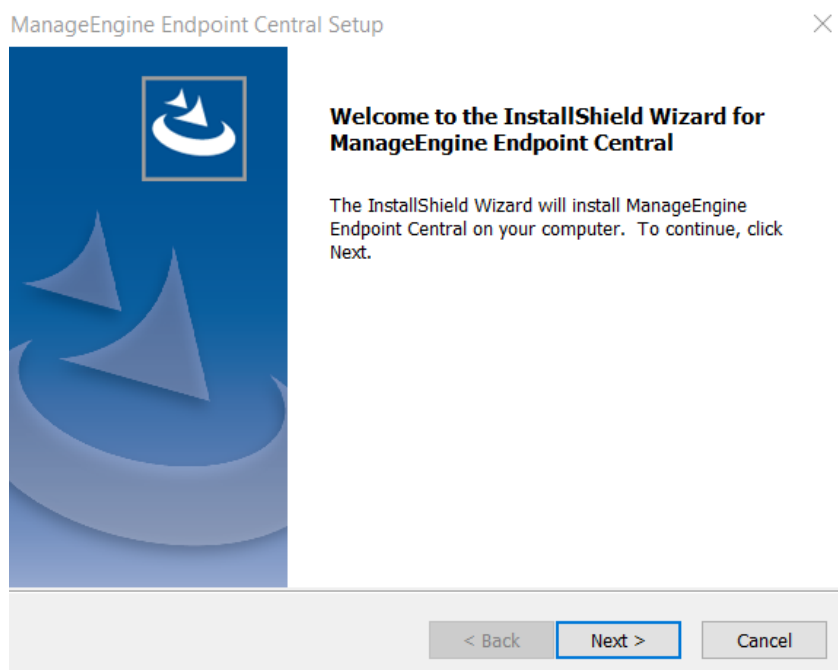 ManageEngine Endpoint Central Setup
Welcome to the InstallShield Wizard for
ManageEngine Endpoint Central
The InstallShield Wizard will install ManageEngine
Endpoint Central on your computer.  To continue, click
Next.
< Back
Next >
Cancel